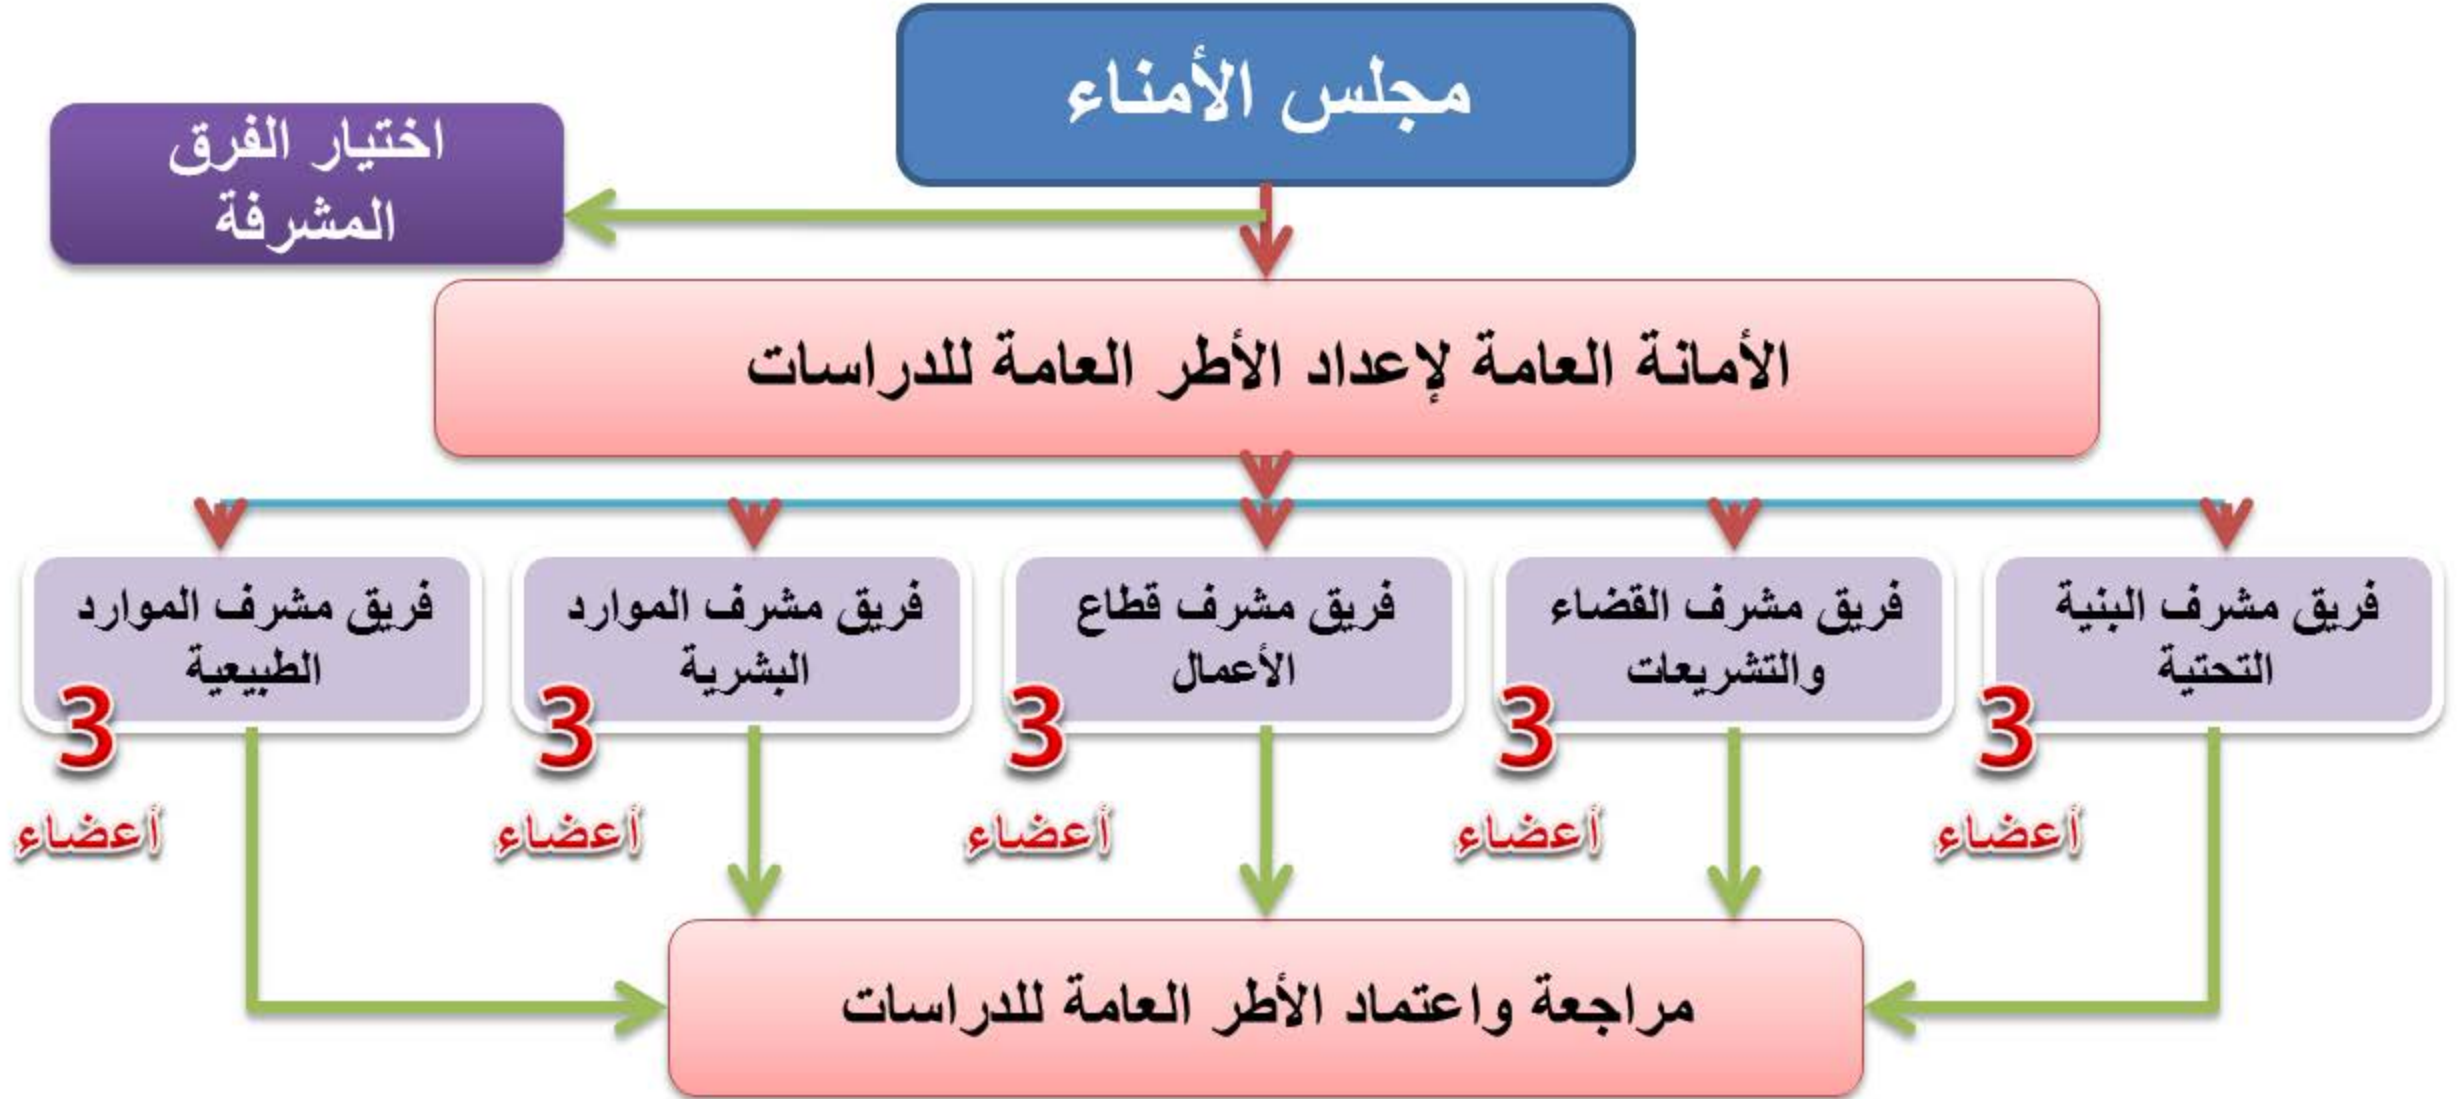 مجلس الأمناء
اختيار الفرق
المشرفة
الأمانة العامة لإعداد الأطر العامة للدراسات
فريق مشرف البنية
التحتية
3
أعضاء
فريق مشرف القضاء
والتشريعات
3
أعضاء
فريق مشرف قطاع
الأعمال
3
أعضاء
فريق مشرف الموارد
البشرية
3
أعضاء
فريق مشرف الموارد
الطبيعية
3
أعضاء
مراجعة واعتماد الأطر العامة للدراسات